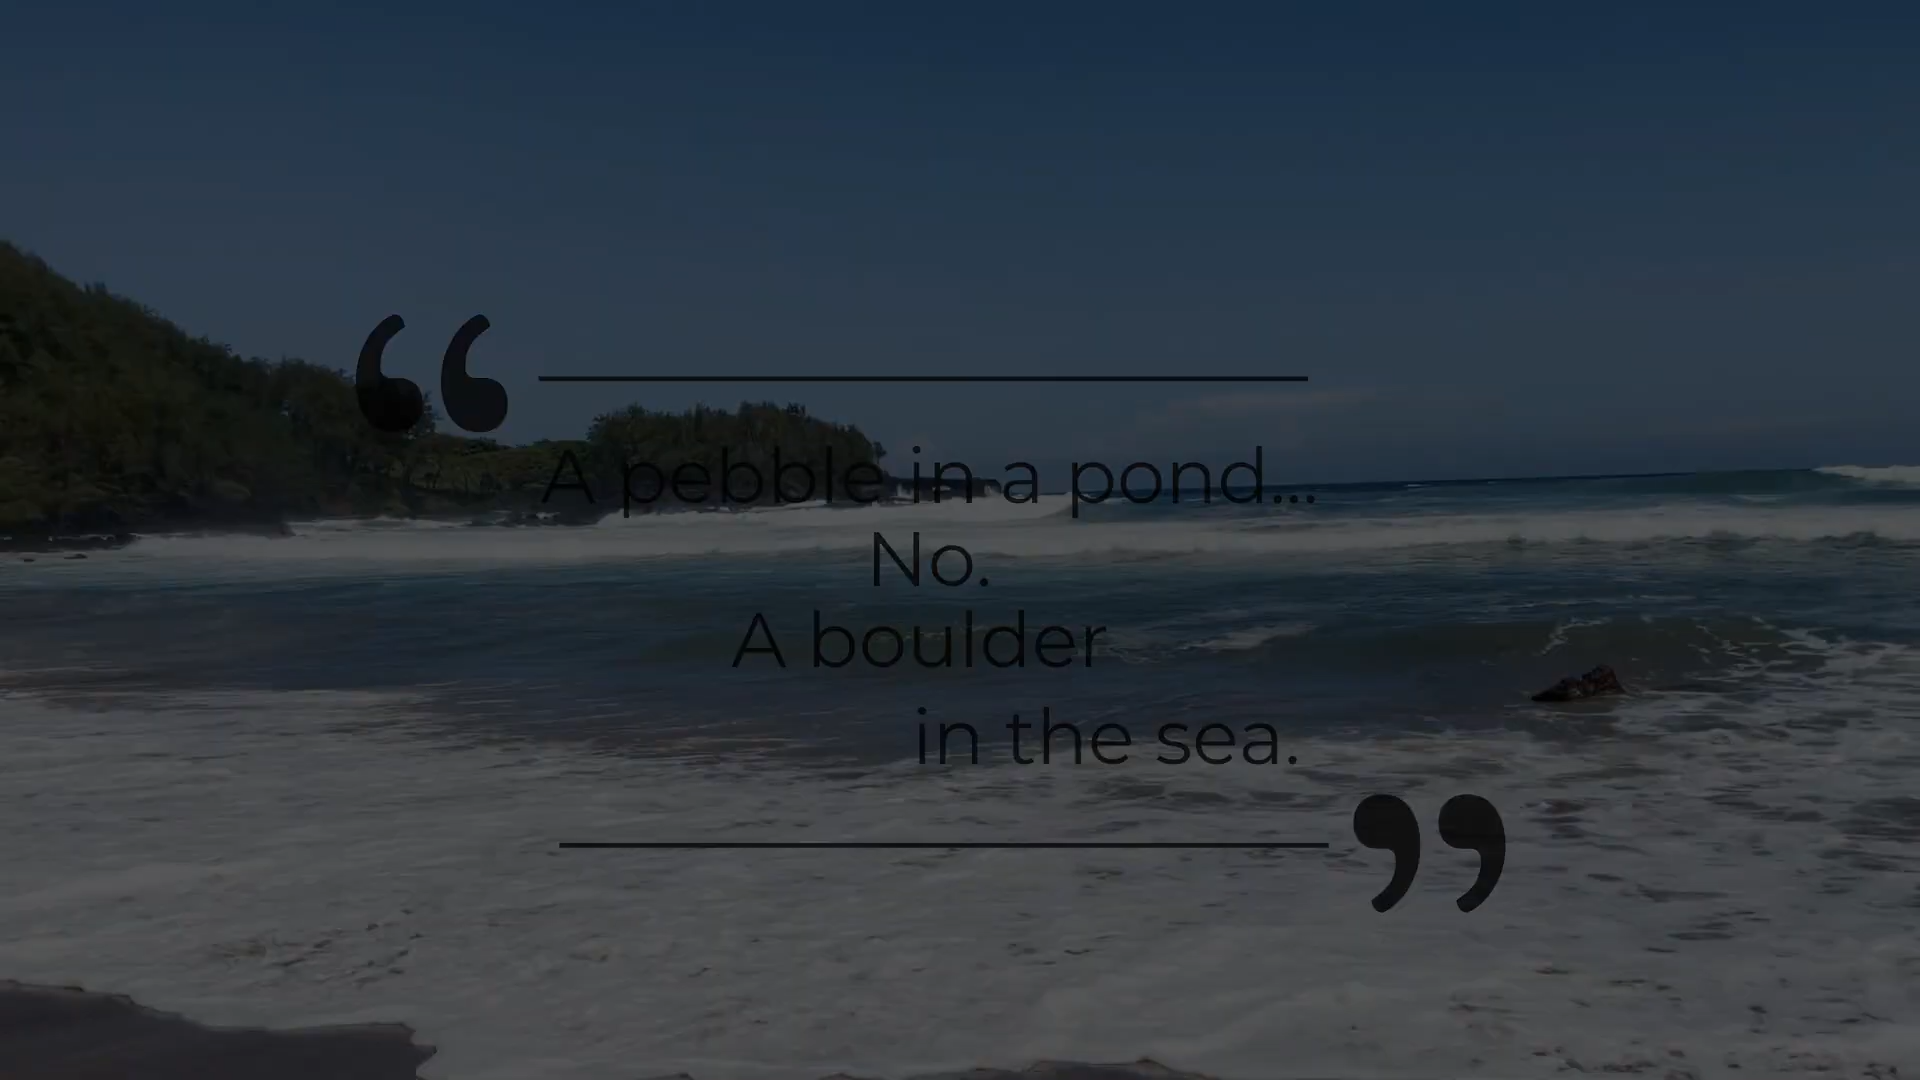 “
A pebble in a pond...
No.
A boulder
in the sea.
”